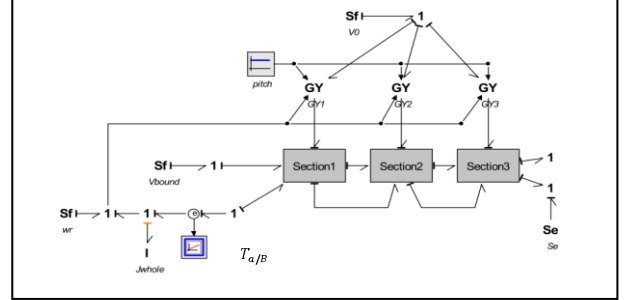 Sf 1
V0
pitch
GY GY GY
GY1 GY2 GY3
Sf 1 Section1 Section2 Section3 1
Vbound
1
Sf 1 1 e 1
wr
I
Jwhole
T_{a/B}
Se
Se